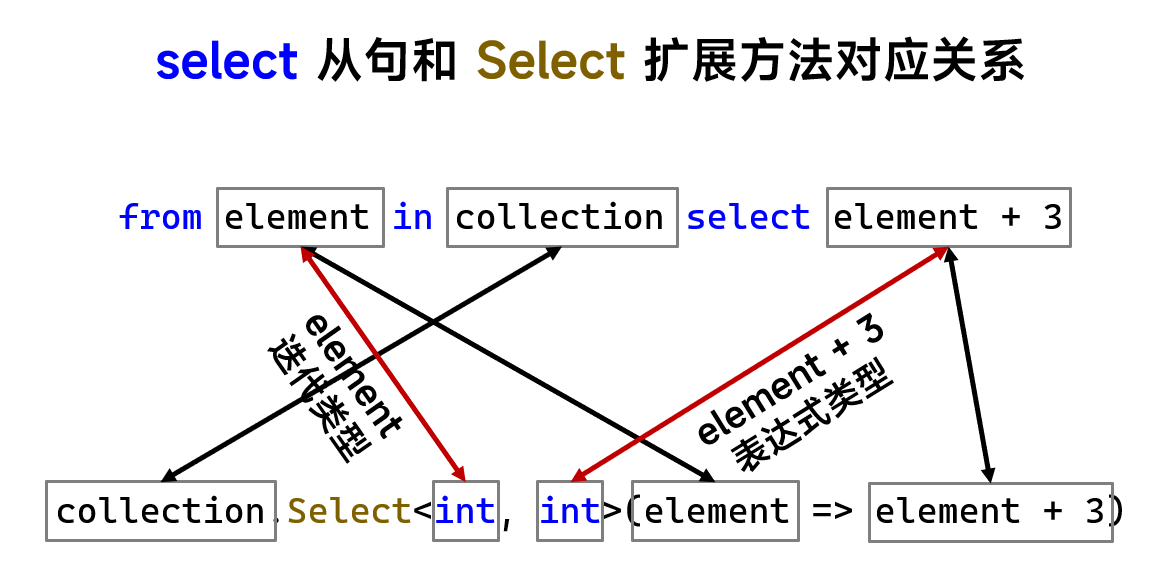 select 从句和 Select 扩展方法对应关系
from element in collection select element + 3
element
迭代类型
element + 3
表达式类型
collection.Select<int, int>(element => element + 3)